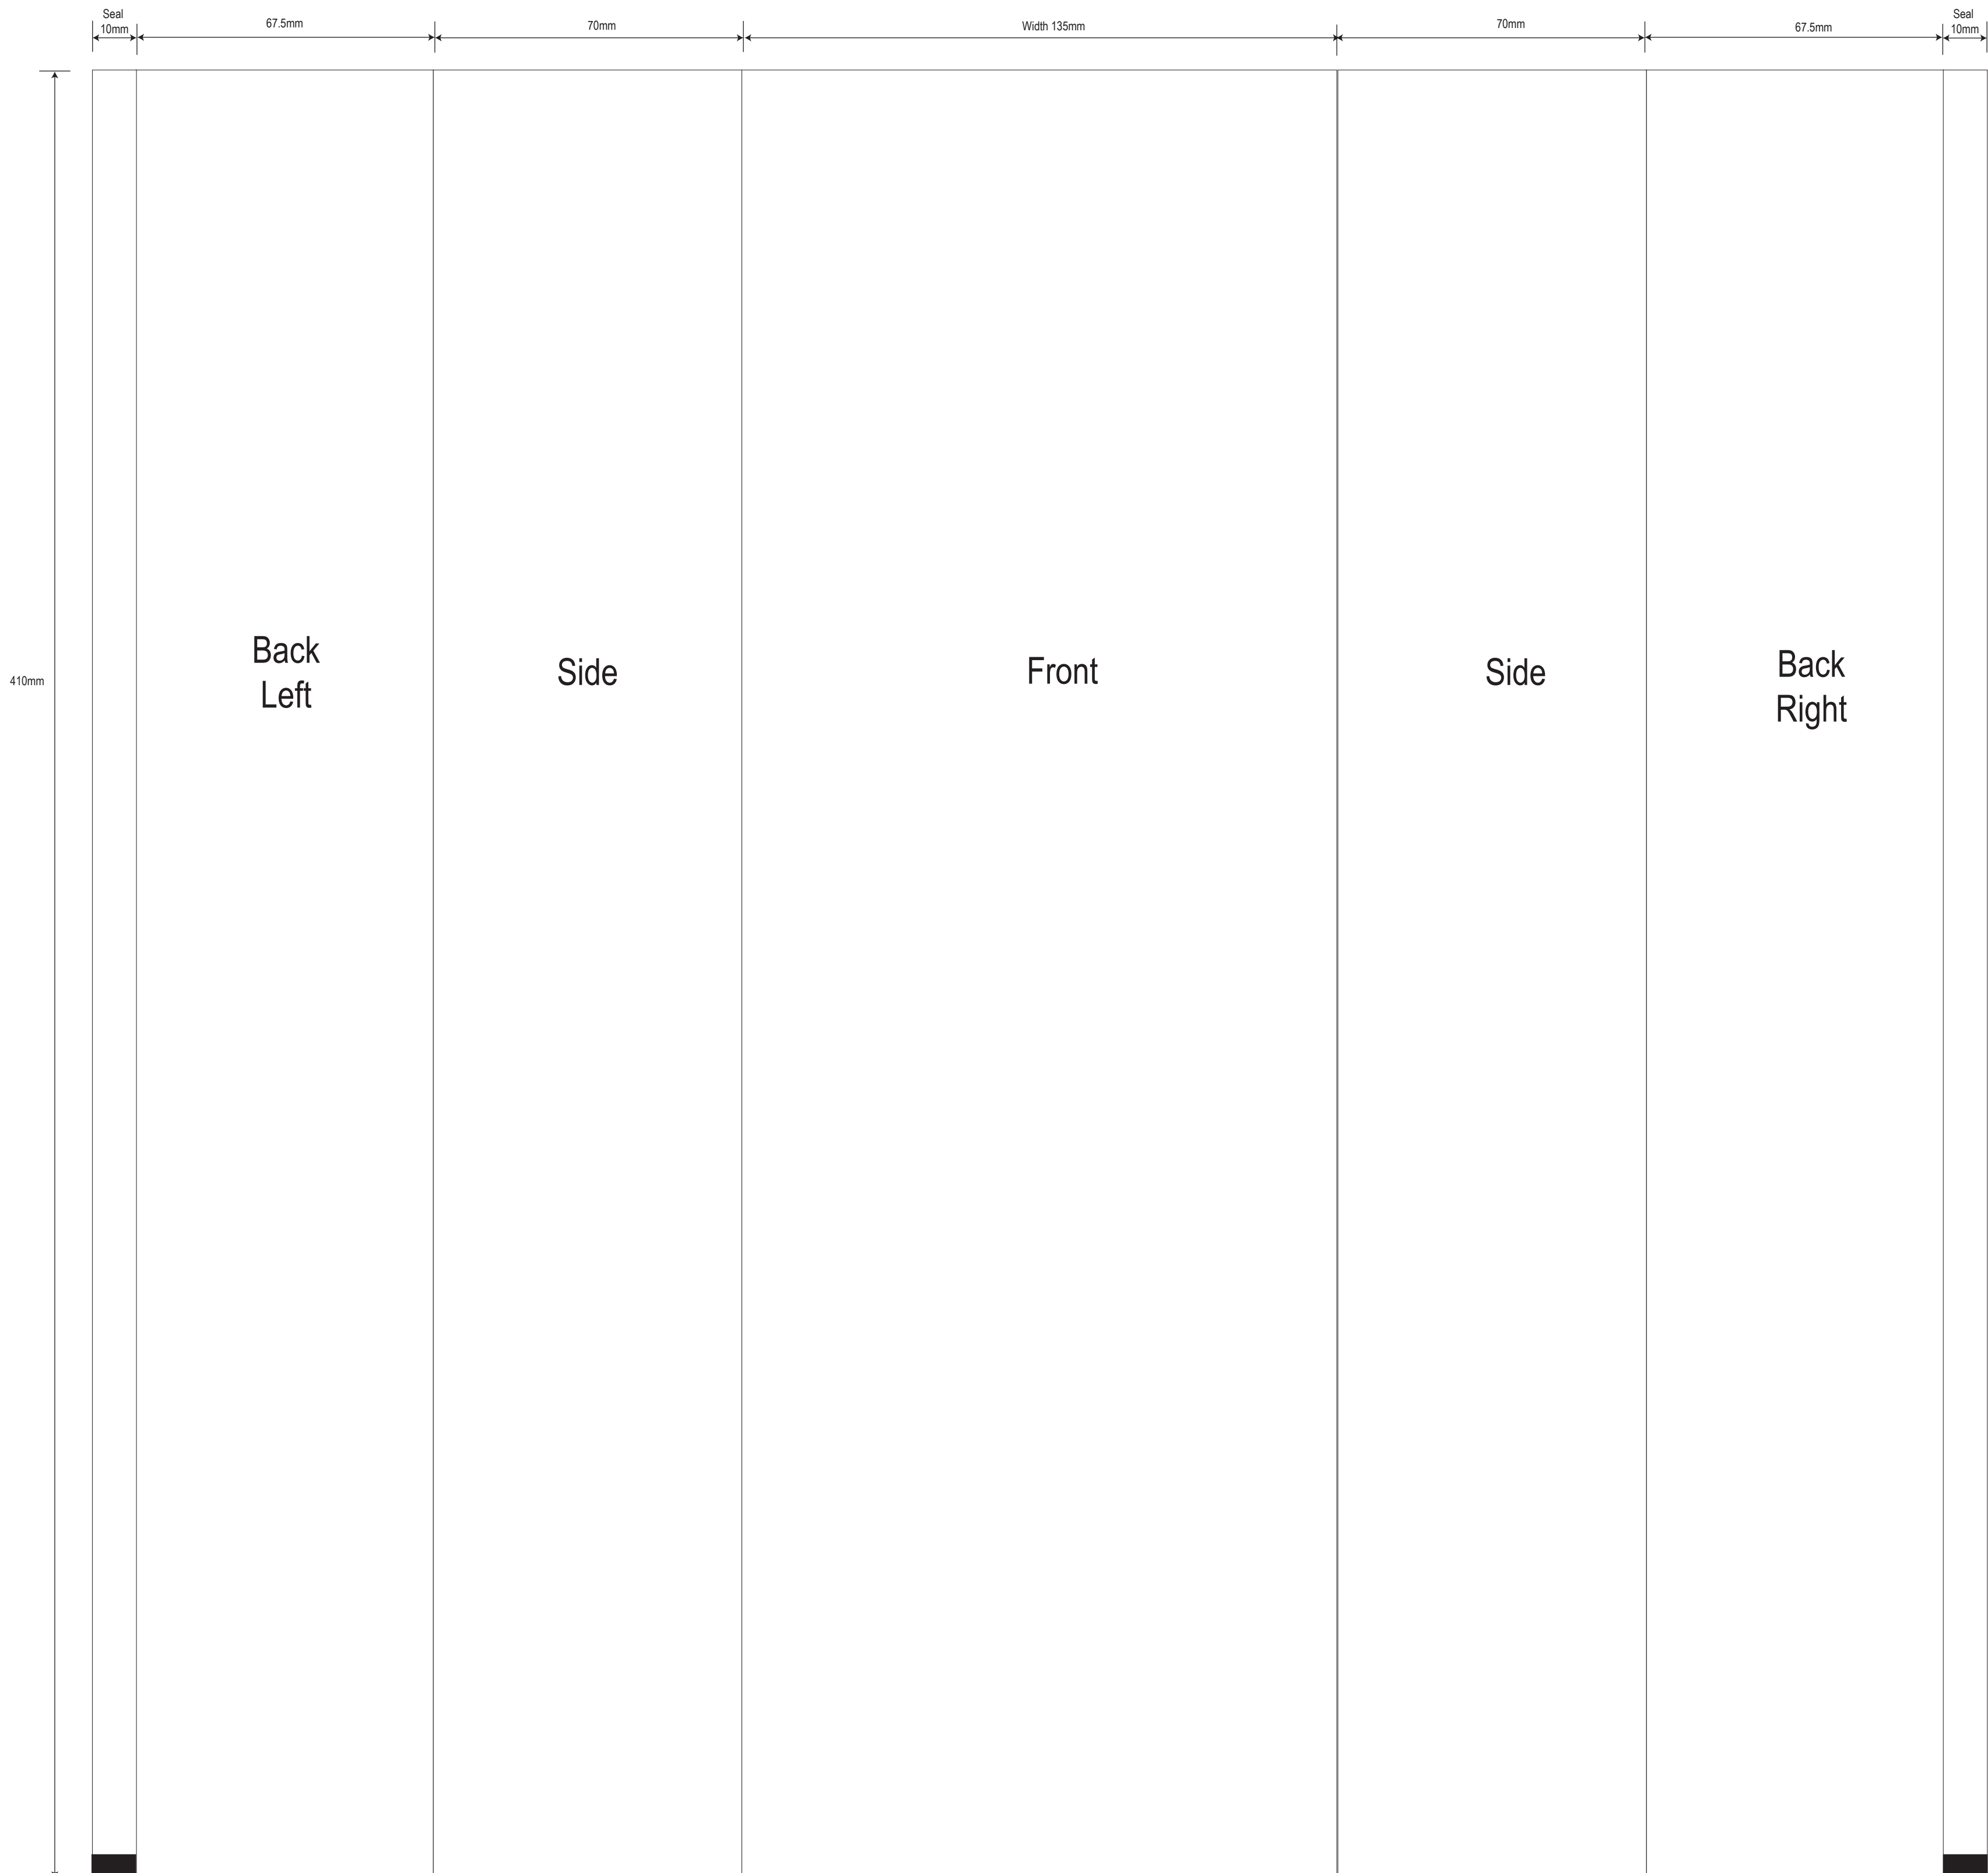 Seal
10mm
67.5mm
70mm
Width 135mm
70mm
67.5mm
Seal
10mm
410mm
Back
Left
Side
Front
Side
Back
Right